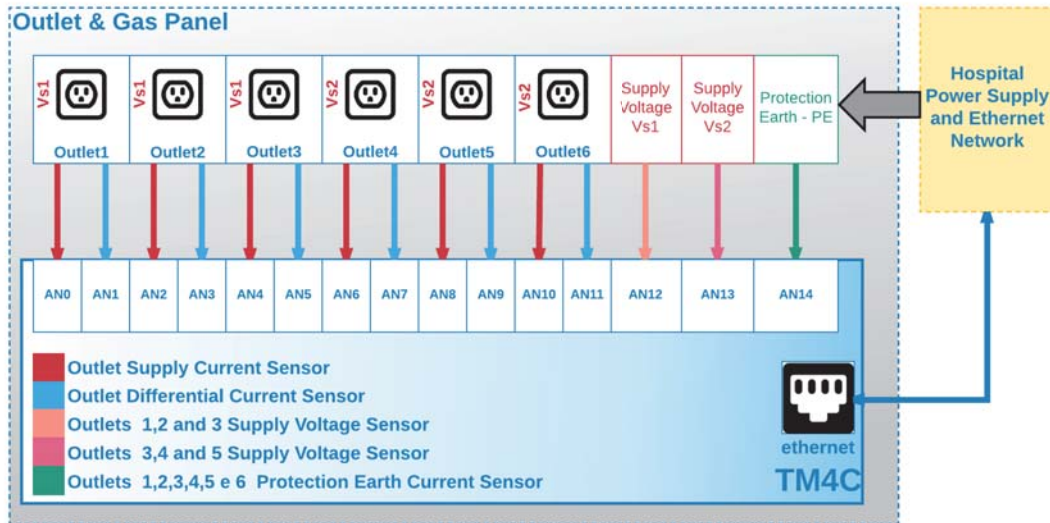 Outlet & Gas Panel
Vs1
Vs1
Vs1
Vs2
Vs2
Vs2
Outlet1
Outlet2
Outlet3
Outlet4
Outlet5
Outlet6
Supply
Voltage
Vs1
Supply
Voltage
Vs2
Protection
Earth - PE
Hospital
Power Supply
and Ethernet
Network
AN0 AN1 AN2 AN3 AN4 AN5 AN6 AN7 AN8 AN9 AN10 AN11 AN12 AN13 AN14
Outlet Supply Current Sensor
Outlet Differential Current Sensor
Outlets 1,2 and 3 Supply Voltage Sensor
Outlets 3,4 and 5 Supply Voltage Sensor
Outlets 1,2,3,4,5 e 6 Protection Earth Current Sensor
ethernet
TM4C